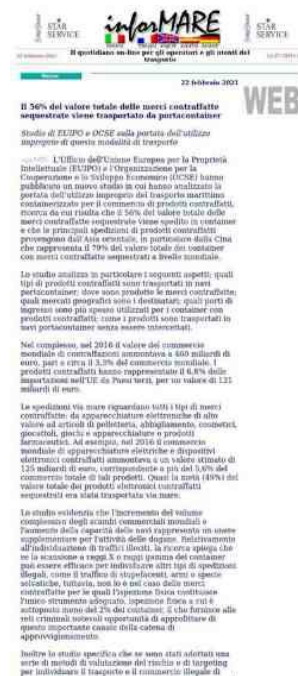 STAR
SERVICE
inforMARE
STAR
SERVICE
Il quotidiano on-line per gli operatori e gli utenti del
trasporto
22 febbraio 2021
WEB
Il 56% del valore totale delle merci contraffatte
sequestrate viene trasportato da portacontainer
Studio di EUIPO e OCSE sulla portata dell'utilizzo
improprio di questa modalità di trasporto
L'Ufficio dell'Unione Europea per la Proprietà
Intellettuale (EUIPO) e l'Organizzazione per la
Cooperazione e lo Sviluppo Economico (OCSE) hanno
pubblicato un nuovo studio in cui hanno analizzato la
portata dell'utilizzo improprio del trasporto marittimo
containerizzato per il commercio di prodotti contraffatti,
ricerca da cui risulta che il 56% del valore totale delle
merci contraffatte sequestrate viene spedito in container
e che le principali spedizioni di prodotti contraffatti
provengono dall'Asia orientale, in particolare dalla Cina
che rappresenta il 79% del valore totale dei container
con merci contraffatte sequestrati a livello mondiale.
Lo studio analizza in particolare i seguenti aspetti: quali
tipi di prodotti contraffatti sono trasportati in navi
portacontainer; dove sono prodotte le merci contraffatte;
quali mercati geografici sono i destinatari; quali porti di
ingresso sono più spesso utilizzati per i container con
prodotti contraffatti; come i prodotti sono trasportati in
navi portacontainer senza essere intercettati.
Nel complesso, nel 2016 il valore del commercio
mondiale di contraffazioni ammontava a 460 miliardi di
euro, pari a circa il 3,3% del commercio mondiale. I
prodotti contraffatti hanno rappresentato il 6,8% delle
importazioni nell'UE da Paesi terzi, per un valore di 121
miliardi di euro.
Le spedizioni via mare riguardano tutti i tipi di merci
contraffatte: da apparecchiature elettroniche di alto
valore ad articoli di pelletteria, abbigliamento, cosmetici,
giocattoli, giochi e apparecchiature e prodotti
farmaceutici. Ad esempio, nel 2016 il commercio
mondiale di apparecchiature elettriche e dispositivi
elettronici contraffatti ammontava a un valore stimato di
125 miliardi di euro, corrispondente a più del 5,6% del
commercio totale di tali prodotti. Quasi la metà (49%) del
valore totale dei prodotti elettronici contraffatti
sequestrati era stata trasportata via mare.
Lo studio evidenzia che l'incremento del volume
complessivo degli scambi commerciali mondiali e
l'aumento della capacità delle navi rappresenta un onere
supplementare per l'attività delle dogane. Relativamente
all'individuazione di traffici illeciti, la ricerca spiega che
se la scansione a raggi X o raggi gamma dei container
può essere efficace per individuare altri tipi di spedizioni
illegali, come il traffico di stupefacenti, armi o specie
selvatiche, tuttavia, non lo è nel caso delle merci
contraffatte per le quali l'ispezione fisica costituisce
l'unico strumento adeguato, ispezione fisica a cui è
sottoposto meno del 2% dei container, il che fornisce alle
reti criminali notevoli opportunità di approfittare di
questo importante canale della catena di
approvvigionamento.
Inoltre lo studio specifica che se sono stati adottati una
serie di metodi di valutazione del rischio e di targeting
per individuare il trasporto e il commercio illegale di